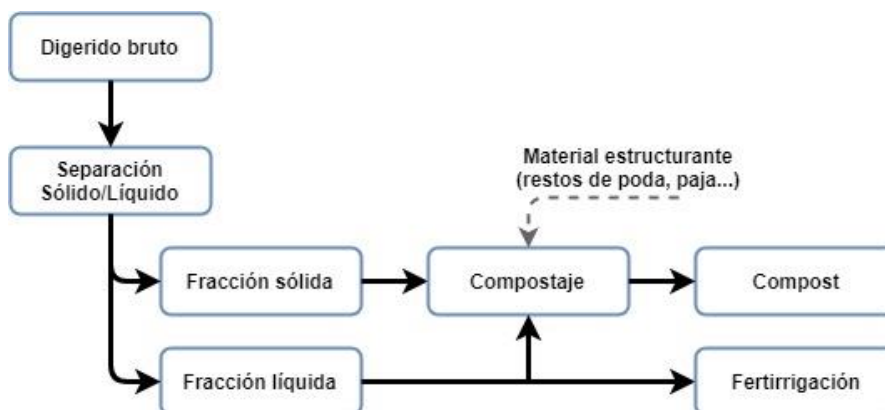 Digerido bruto
Separación
Sólido/Líquido
Material estructurante
(restos de poda, paja...)
Fracción sólida
Compostaje
Compost
Fracción líquida
Fertirrigación